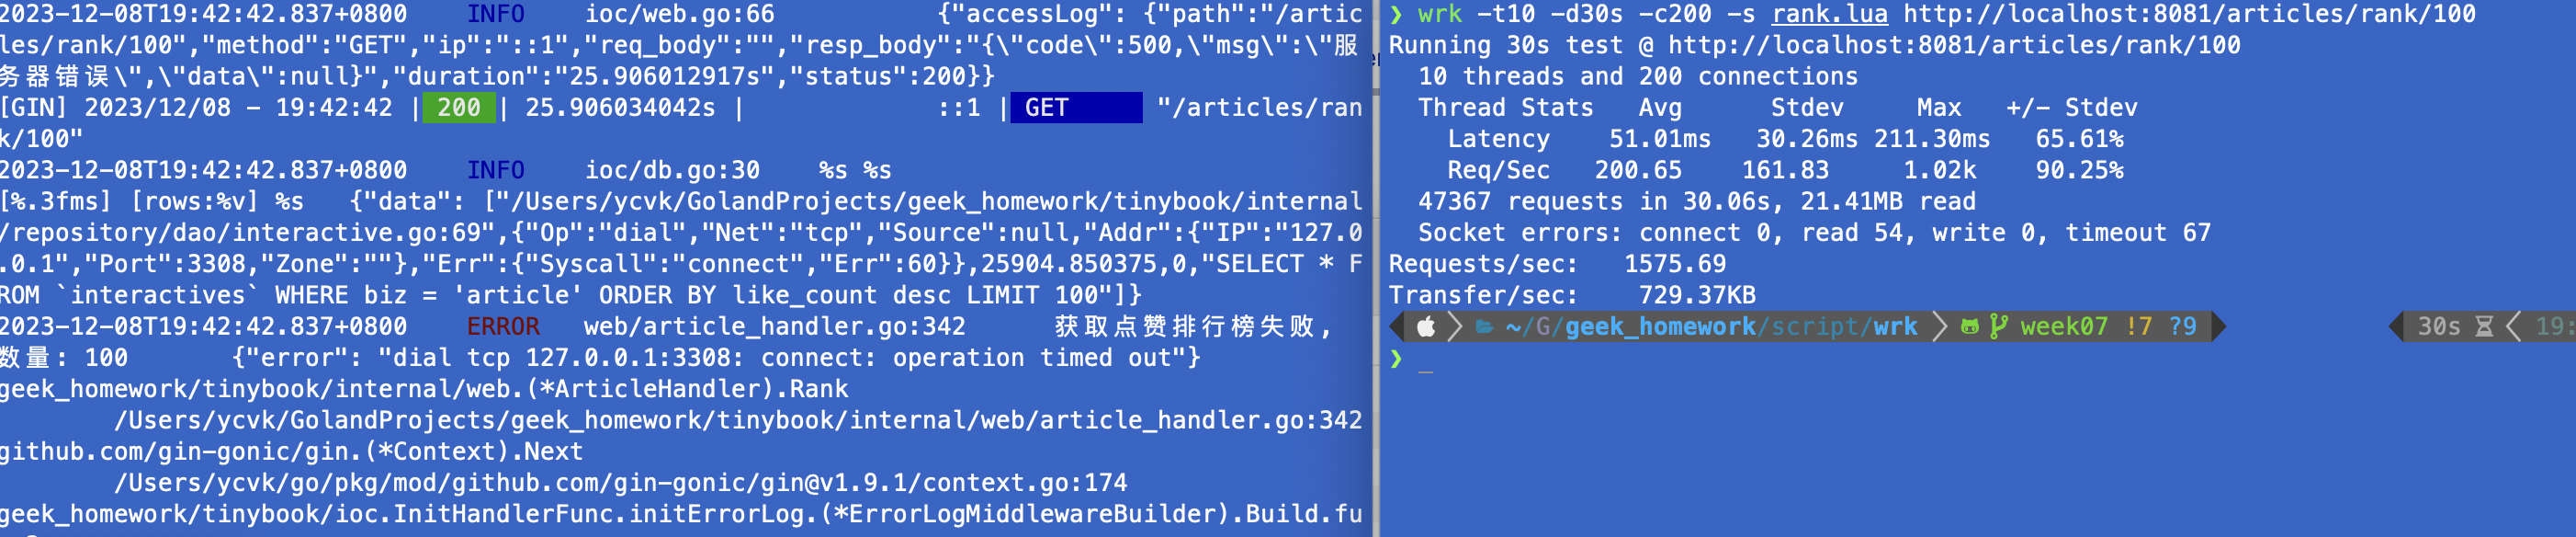 2023-12-08T19:42:42.837+0800    INFO    ioc/web.go:66           {"accessLog": {"path":"/artic
les/rank/100","method":"GET","ip":"::1","req_body":"","resp_body":"{\"code\":500,\"msg\":\"服
务器错误\",\"data\":null}","duration":"25.906012917s","status":200}}
[GIN] 2023/12/08 - 19:42:42 | 200 | 25.906034042s |             ::1 | GET      "/articles/ran
k/100"
2023-12-08T19:42:42.837+0800    INFO    ioc/db.go:30    %s %s
[%.3fms] [rows:%v] %s   {"data": ["/Users/ycvk/GolandProjects/geek_homework/tinybook/internal
/repository/dao/interactive.go:69",{"Op":"dial","Net":"tcp","Source":null,"Addr":{"IP":"127.0
.0.1","Port":3308,"Zone":""},"Err":{"Syscall":"connect","Err":60}},25904.850375,0,"SELECT * F
ROM `interactives` WHERE biz = 'article' ORDER BY like_count desc LIMIT 100"]}
2023-12-08T19:42:42.837+0800    ERROR   web/article_handler.go:342      获取点赞排行榜失败,
数量: 100       {"error": "dial tcp 127.0.0.1:3308: connect: operation timed out"}
geek_homework/tinybook/internal/web.(*ArticleHandler).Rank
        /Users/ycvk/GolandProjects/geek_homework/tinybook/internal/web/article_handler.go:342
github.com/gin-gonic/gin.(*Context).Next
        /Users/ycvk/go/pkg/mod/github.com/gin-gonic/gin@v1.9.1/context.go:174
geek_homework/tinybook/ioc.InitHandlerFunc.initErrorLog.(*ErrorLogMiddlewareBuilder).Build.fu
❯ wrk -t10 -d30s -c200 -s rank.lua http://localhost:8081/articles/rank/100
Running 30s test @ http://localhost:8081/articles/rank/100
  10 threads and 200 connections
  Thread Stats   Avg      Stdev     Max   +/- Stdev
    Latency    51.01ms   30.26ms 211.30ms   65.61%
    Req/Sec   200.65    161.83     1.02k    90.25%
  47367 requests in 30.06s, 21.41MB read
  Socket errors: connect 0, read 54, write 0, timeout 67
Requests/sec:   1575.69
Transfer/sec:    729.37KB
~/G/geek_homework/script/wrk  week07 !7 ?9  30s  19:
❯ _